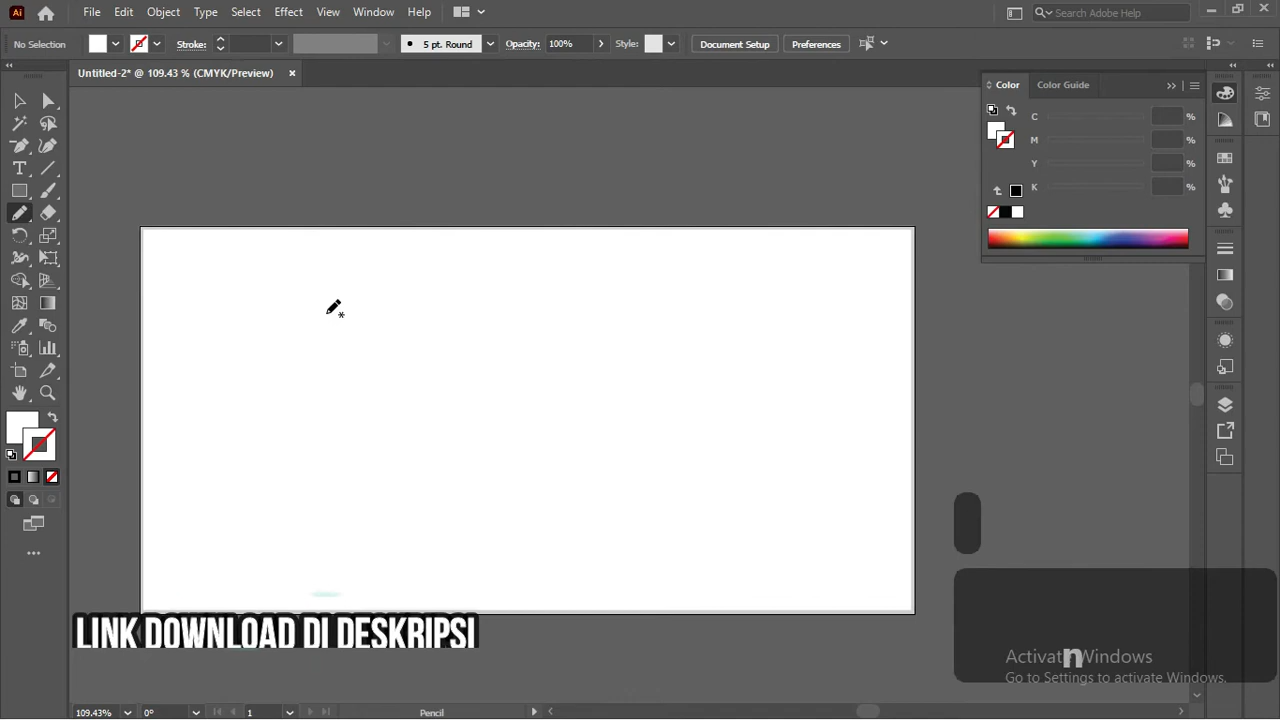 Ai File Edit Object Type Select Effect View Window Help Search Adobe Help
No Selection Stroke: 5 pt. Round Opacity: 100% Style: Document Setup Preferences
Untitled-2* @ 109.43 % (CMYK/Preview)
Color Color Guide
C %
M %
Y %
K %
LINK DOWNLOAD DI DESKRIPSI
n
Activate Windows
Go to Settings to activate Windows.
109.43% 0° 1 Pencil